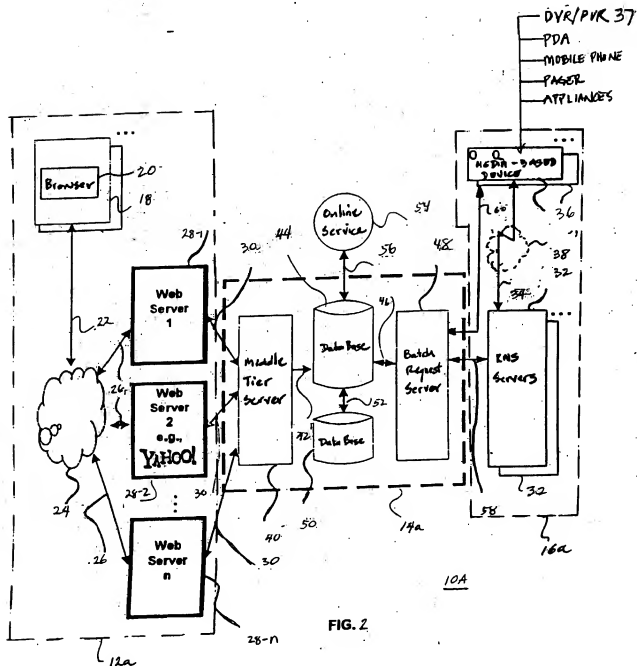 DVR/PVR 37
PDA
MOBILE PHONE
PAGER
APPLIANCES
...
...
Browser
20
18
MEDIA-BASED
DEVICE
36
60
38
32
34
...
Online
Service
54
56
44
48
28-1
30
22
Web
Server
1
26
Web
Server
2
e.g.,
YAHOO!
28-2
30
24
26
...
Web
Server
n
28-n
30
12a
Middle
Tier
Server
40
42
Data Base
52
Data Base
50
46
Batch
Request
Server
14a
58
Servers
32
16a
10A
FIG. 2